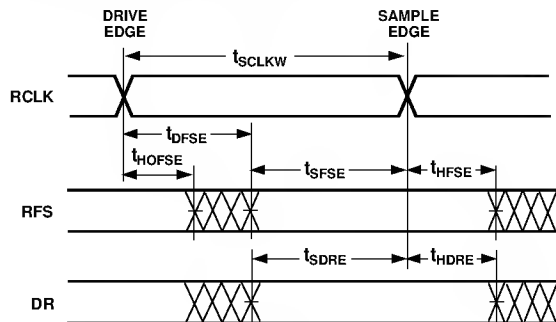 DRIVE EDGE
SAMPLE EDGE
tSCLKW
RCLK
tDFSE
tHOFSE
tSFSE
tHFSE
RFS
tSDRE
tHDRE
DR